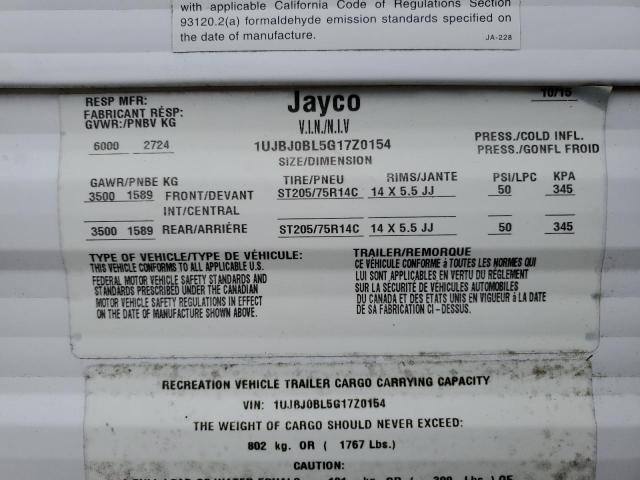 with applicable California Code of Regulations Section
93120.2(a) formaldehyde emission standards specified on
the date of manufacture.
JA-228
RESP MFR: Jayco 10/15
FABRICANT RÉSP:
GVWR:/PNBV KG V.I.N./N.I.V
6000 2724 1UJBJ0BL5G17Z0154 PRESS./COLD INFL.
SIZE/DIMENSION PRESS./GONFL FROID
GAWR/PNBE KG TIRE/PNEU RIMS/JANTE PSI/LPC KPA
3500 1589 FRONT/DEVANT ST205/75R14C 14 X 5.5 JJ 50 345
INT/CENTRAL
3500 1589 REAR/ARRIÉRE ST205/75R14C 14 X 5.5 JJ 50 345
TYPE OF VEHICLE/TYPE DE VÉHICULE: TRAILER/REMORQUE
THIS VEHICLE CONFORMS TO ALL APPLICABLE U.S.
FEDERAL MOTOR VEHICLE SAFETY STANDARDS AND
STANDARDS PRESCRIBED UNDER THE CANADIAN
MOTOR VEHICLE SAFETY REGULATIONS IN EFFECT
ON THE DATE OF MANUFACTURE SHOWN ABOVE.
CE VÉHICULE CONFORME à TOUTES LES NORMES QUI
LUI SONT APPLICABLES EN VERTU DU RÉGLEMENT
SUR LA SÉCURITÉ DE VÉHICULES AUTOMOBILES
DU CANADA ET DES ETATS UNIS EN VIGUEUR à LA DATE
DE SA FABRICATION CI-DESSUS.
RECREATION VEHICLE TRAILER CARGO CARRYING CAPACITY
VIN: 1UJBJ0BL5G17Z0154
THE WEIGHT OF CARGO SHOULD NEVER EXCEED:
802 kg. OR ( 1767 Lbs.)
CAUTION: